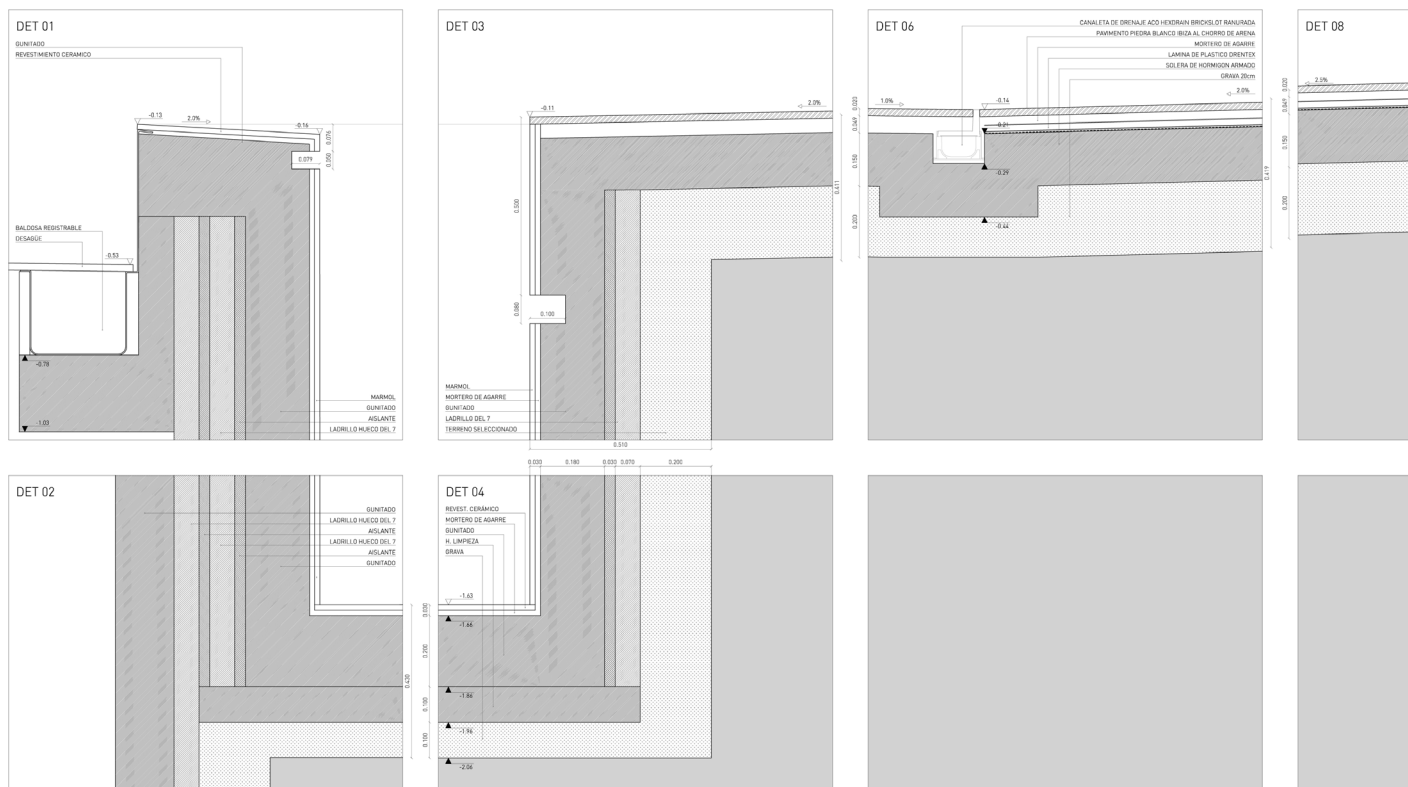 DET 01
GUNITADO
REVESTIMIENTO CERAMICO
-0.13
2.0%
-0.16
0.076
0.050
0.079
BALDOSA REGISTRABLE
DESAGÜE
-0.53
-0.78
-1.03
MARMOL
GUNITADO
AISLANTE
LADRILLO HUECO DEL 7
DET 03
-0.11
2.0%
0.500
0.080
0.100
0.411
MARMOL
MORTERO DE AGARRE
GUNITADO
LADRILLO DEL 7
TERRENO SELECCIONADO
0.510
DET 06
CANALETA DE DRENAJE ACO HEXDRAIN BRICKSLOT RANURADA
PAVIMENTO PIEDRA BLANCO IBIZA AL CHORRO DE ARENA
MORTERO DE AGARRE
LAMINA DE PLASTICO DRENTEX
SOLERA DE HORMIGON ARMADO
GRAVA 20cm
1.0%
-0.14
2.0%
0.020
0.049
0.150
0.203
-0.21
-0.29
-0.44
0.419
DET 08
2.5%
0.020
0.049
0.150
0.200
DET 02
GUNITADO
LADRILLO HUECO DEL 7
AISLANTE
LADRILLO HUECO DEL 7
AISLANTE
GUNITADO
0.430
0.030 0.180 0.030 0.070 0.200
DET 04
REVEST. CERÁMICO
MORTERO DE AGARRE
GUNITADO
H. LIMPIEZA
GRAVA
-1.63
0.030
-1.66
0.200
-1.86
0.100
-1.96
0.100
-2.06